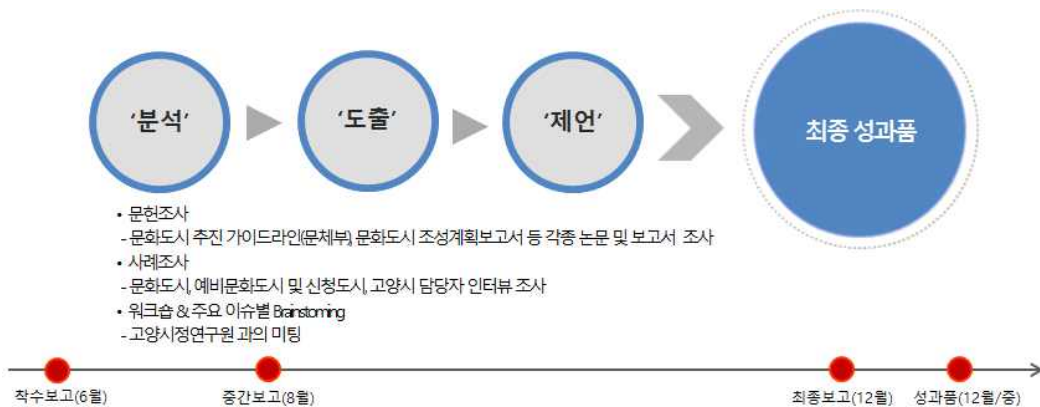 '분석'
'도출'
'제언'
최종 성과품
• 문헌조사
- 문화도시 추진 가이드라인(문체부), 문화도시 조성계획보고서 등 각종 논문 및 보고서 조사
• 사례조사
- 문화도시, 예비문화도시 및 신청도시, 고양시 담당자 인터뷰 조사
• 워크숍 & 주요 이슈별 Brainstoming
- 고양시정연구원 과의 미팅
착수보고(6월)
중간보고(8월)
최종보고(12월)
성과품(12월/중)